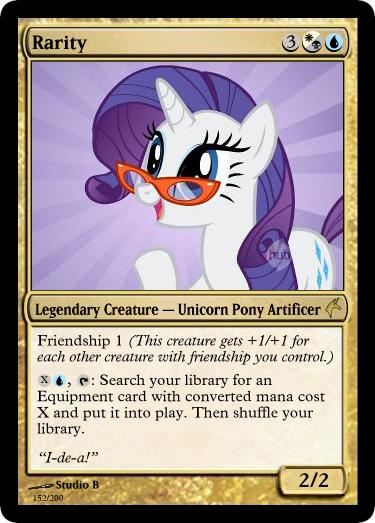 Rarity 3
hub
Legendary Creature — Unicorn Pony Artificer
Friendship 1 (This creature gets +1/+1 for
each other creature with friendship you control.)
X, : Search your library for an
Equipment card with converted mana cost
X and put it into play. Then shuffle your
library.
“I-de-a!”
Studio B
2/2
152/200